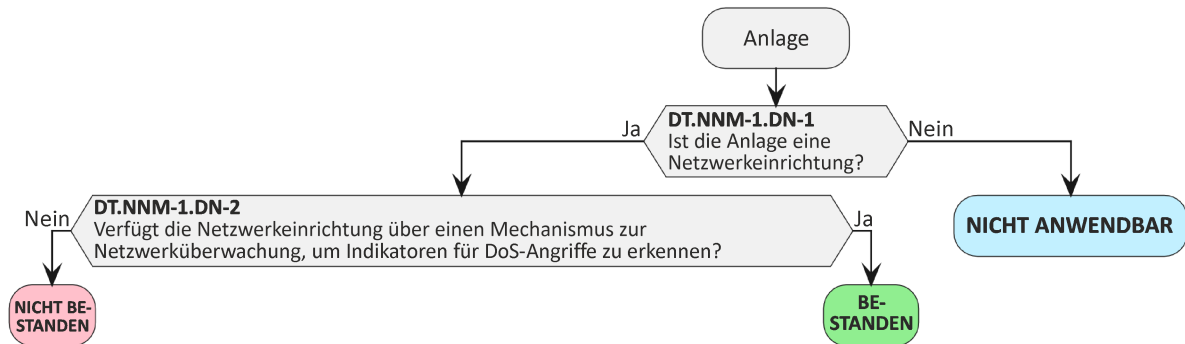 Anlage
DT.NNM-1.DN-1
Ist die Anlage eine
Netzwerkeinrichtung?
Ja
Nein
DT.NNM-1.DN-2
Verfügt die Netzwerkeinrichtung über einen Mechanismus zur
Netzwerküberwachung, um Indikatoren für DoS-Angriffe zu erkennen?
Nein
Ja
NICHT ANWENDBAR
NICHT BE-
STANDEN
BE-
STANDEN